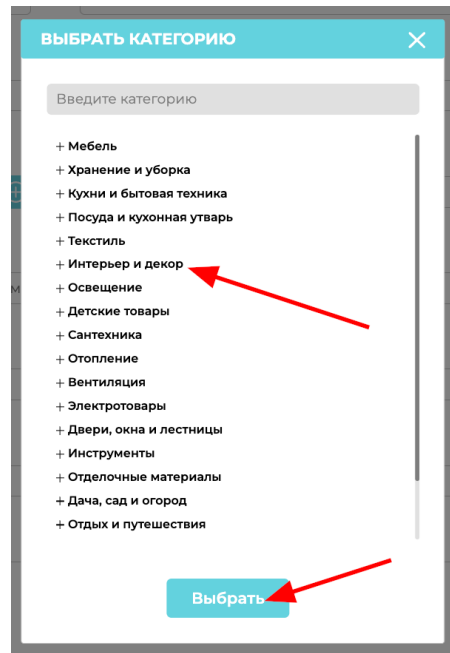 ВЫБРАТЬ КАТЕГОРИЮ
Введите категорию
+ Мебель
+ Хранение и уборка
+ Кухни и бытовая техника
+ Посуда и кухонная утварь
+ Текстиль
+ Интерьер и декор
+ Освещение
+ Детские товары
+ Сантехника
+ Отопление
+ Вентиляция
+ Электротовары
+ Двери, окна и лестницы
+ Инструменты
+ Отделочные материалы
+ Дача, сад и огород
+ Отдых и путешествия
Выбрать